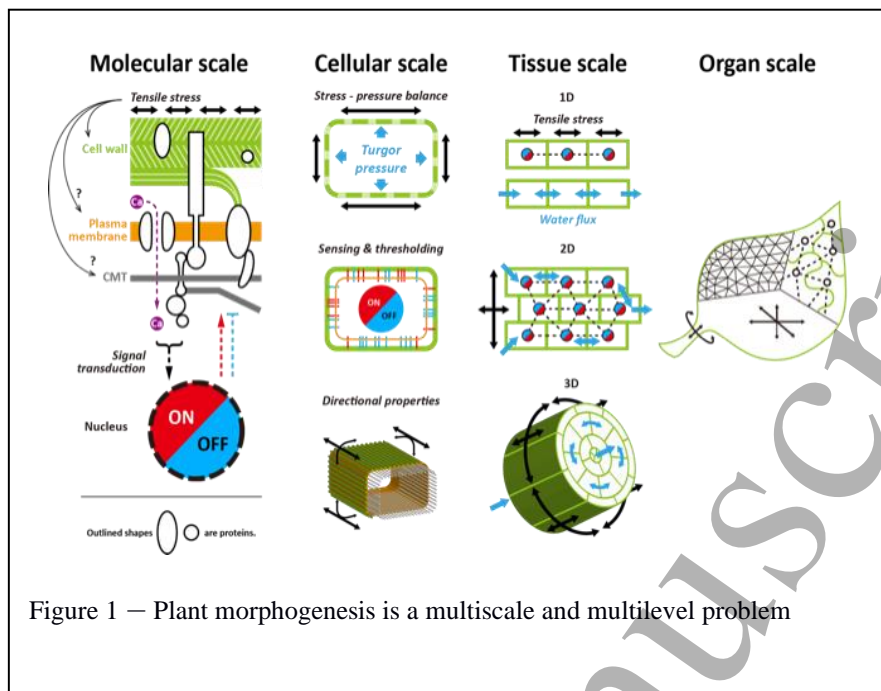 Molecular scale
Cellular scale
Tissue scale
Organ scale
Tensile stress
Cell wall
?
Ca
Plasma
membrane
?
CMT
Ca
Signal
transduction
Nucleus
ON
OFF
Outlined shapes
are proteins.
Stress - pressure balance
Turgor
pressure
Sensing & thresholding
ON
OFF
Directional properties
1D
Tensile stress
Water flux
2D
3D
Figure 1 — Plant morphogenesis is a multiscale and multilevel problem